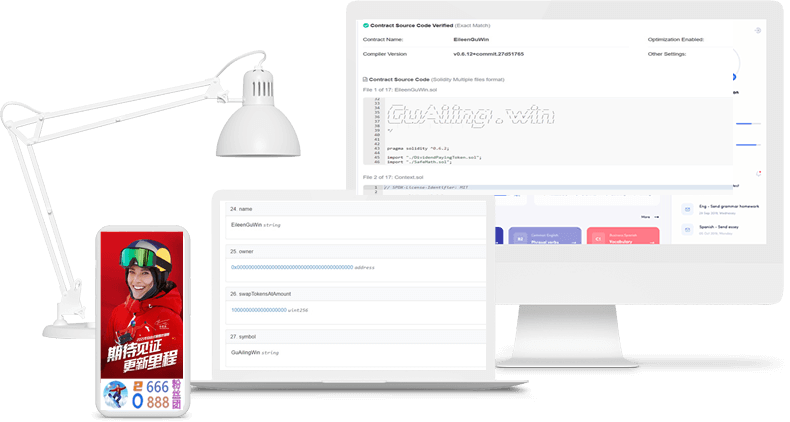 Contract Source Code Verified (Exact Match)
Contract Name:
EileenGuWin
Optimization Enabled:
Compiler Version
v0.6.12+commit.27d51765
Other Settings:
Contract Source Code (Solidity Multiple files format)
File 1 of 17: EileenGuWin.sol
GuAiling.win
*/
pragma solidity ^0.6.2;
import "./DividendPayingToken.sol";
import "./SafeMath.sol";
File 2 of 17: Context.sol
// SPDX-License-Identifier: MIT
More →
Eng - Send grammar homework
Spanish - Send essay
Phrasal verbs
Vocabulary
24. name
EileenGuWin string
25. owner
0x0000000000000000000000000000000000000000 address
26. swapTokensAtAmount
1000000000000000000 uint256
27. symbol
GuAilingWin string
期待见证
更新里程
666
888